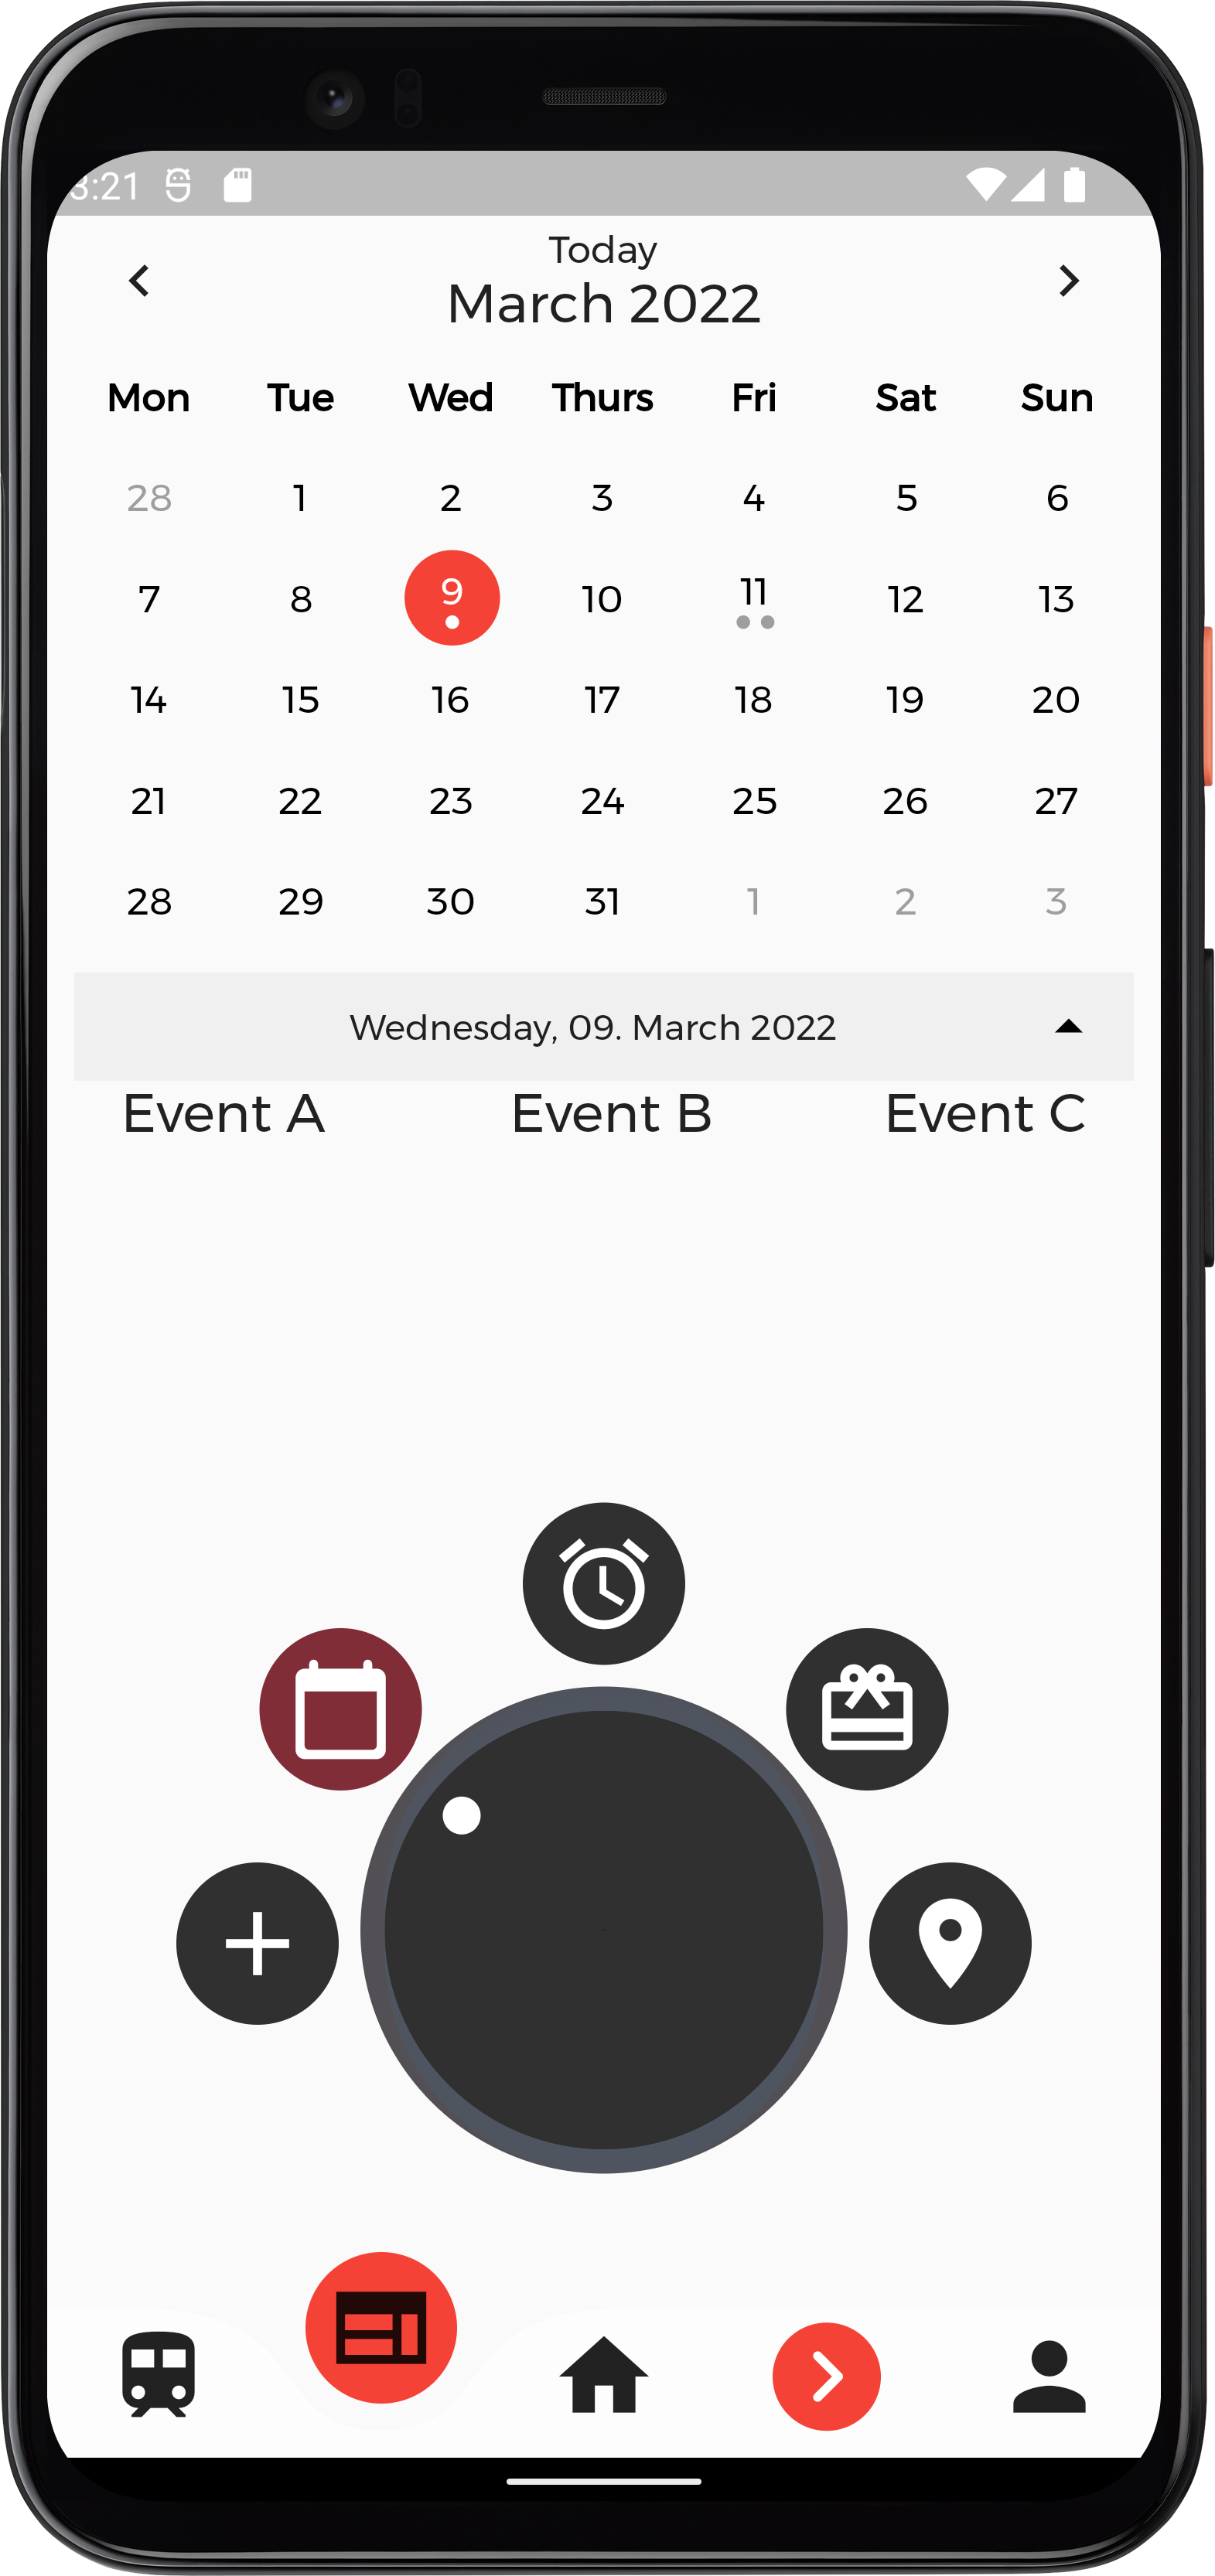 3:21
Today
March 2022
Mon Tue Wed Thurs Fri Sat Sun
28 1 2 3 4 5 6
7 8 9 10 11 12 13
14 15 16 17 18 19 20
21 22 23 24 25 26 27
28 29 30 31 1 2 3
Wednesday, 09. March 2022
Event A Event B Event C